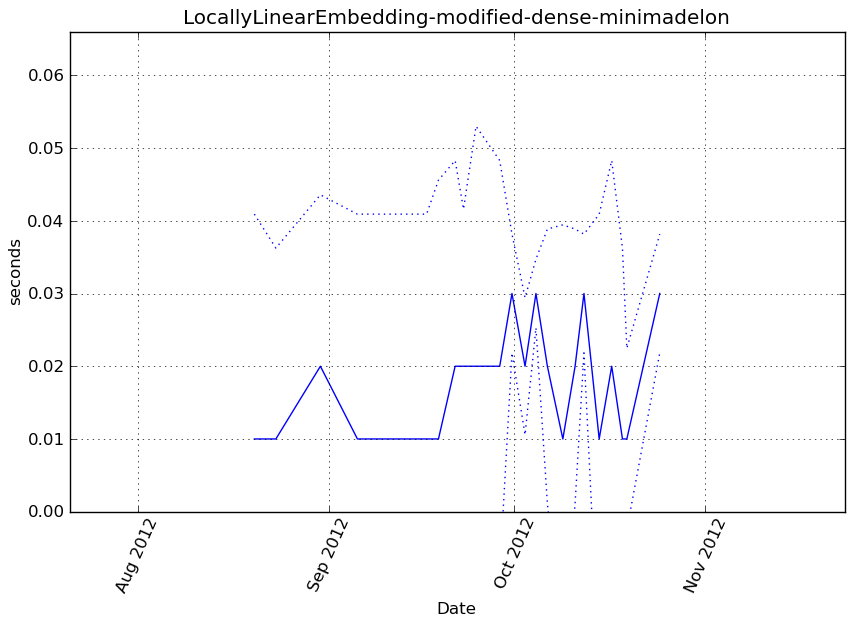 LocallyLinearEmbedding-modified-dense-minimadelon
0.06
0.05
0.04
0.03
0.02
0.01
0.00
seconds
Aug 2012
Sep 2012
Oct 2012
Nov 2012
Date